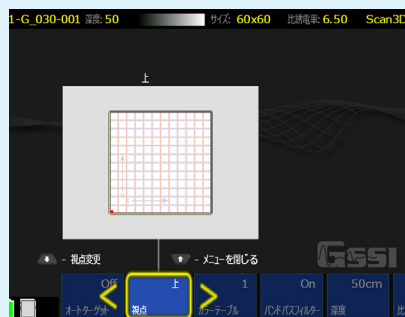 1-G_030-001 深度: 50 サイズ: 60x60 比誘電率: 6.50 Scan3D
上
- 視点変更 - メニューを閉じる
GSSI
Off 上 1 On 50cm
オートターゲット 視点 カラーテーブル バンドパスフィルター 深度 比